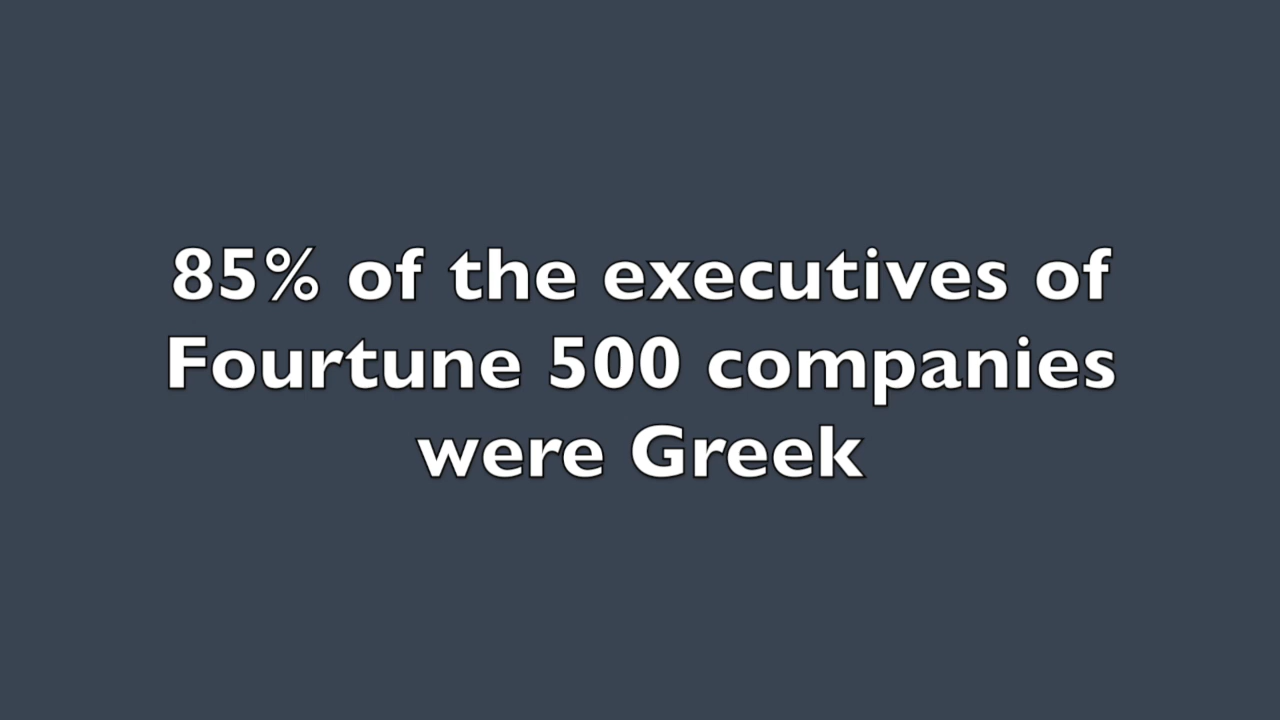 85% of the executives of
Fourtune 500 companies
were Greek